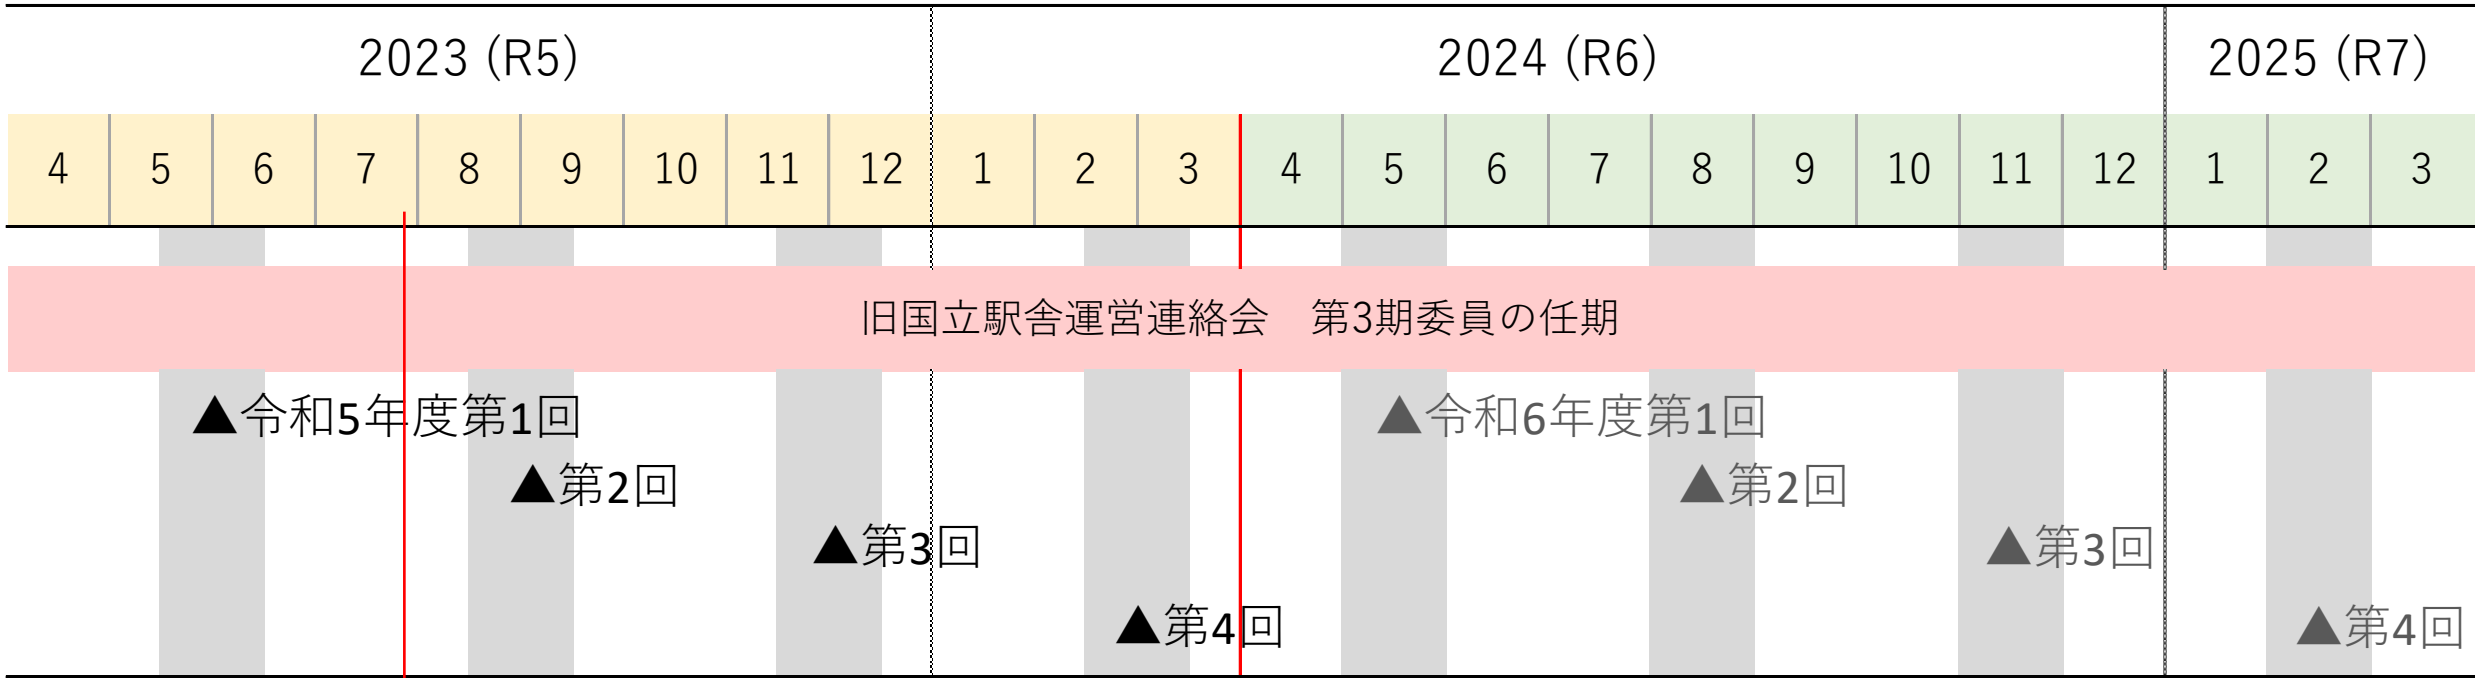 2023 (R5) 2024 (R6) 2025 (R7)
4 5 6 7 8 9 10 11 12 1 2 3 4 5 6 7 8 9 10 11 12 1 2 3
旧国立駅舎運営連絡会　第3期委員の任期
▲令和5年度第1回 ▲令和6年度第1回
▲第2回 ▲第2回
▲第3回 ▲第3回
▲第4回 ▲第4回